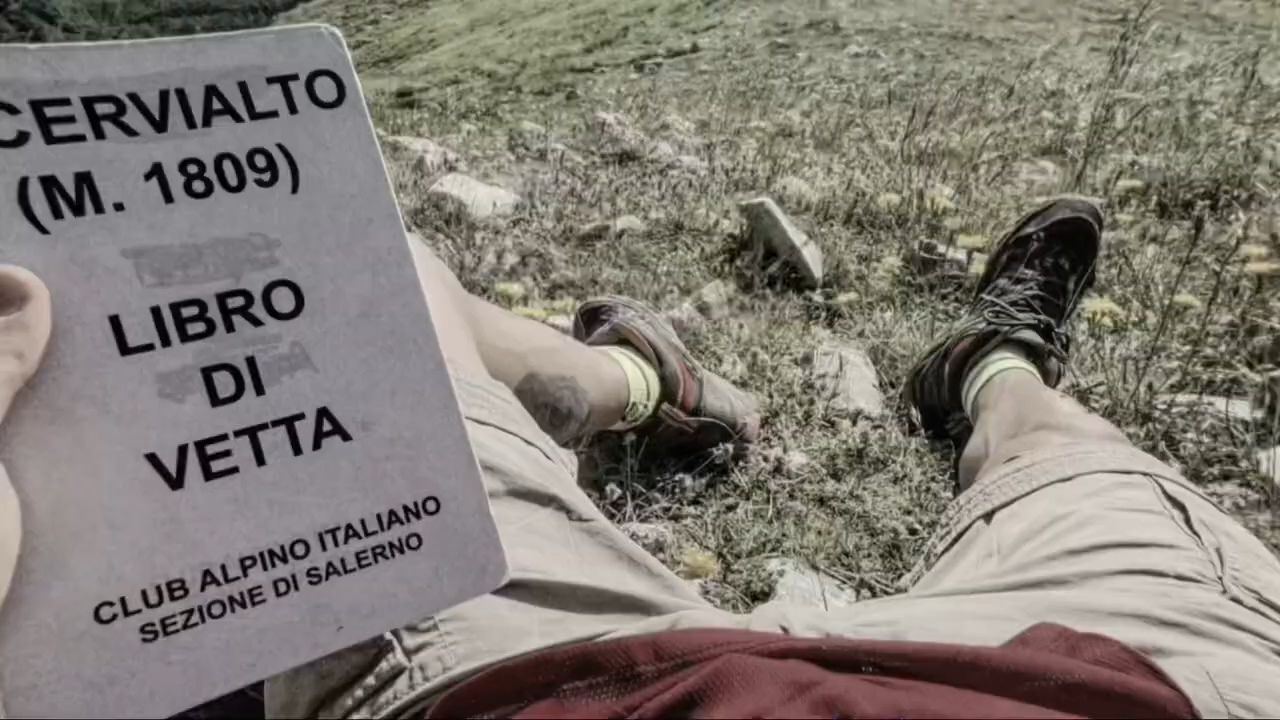 CERVIALTO
(M. 1809)
LIBRO
DI
VETTA
CLUB ALPINO ITALIANO
SEZIONE DI SALERNO